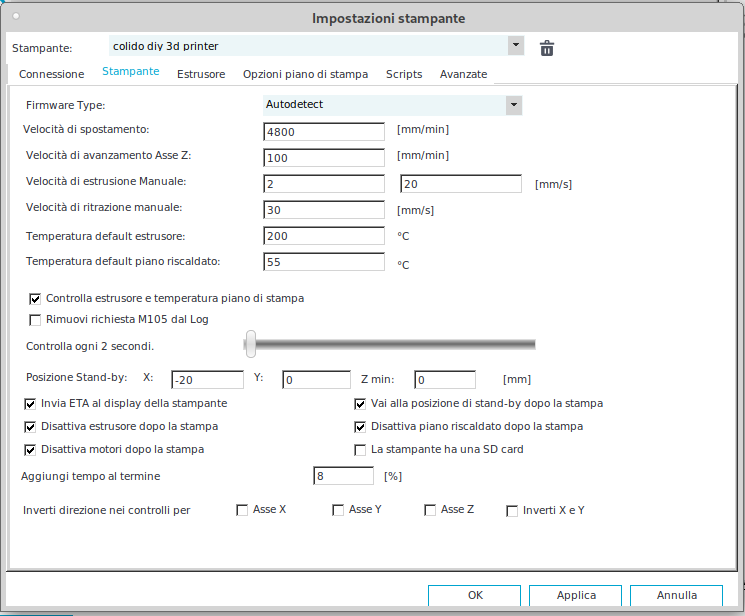 Impostazioni stampante
Stampante: colido diy 3d printer
Connessione Stampante Estrusore Opzioni piano di stampa Scripts Avanzate
Firmware Type: Autodetect
Velocità di spostamento: 4800 [mm/min]
Velocità di avanzamento Asse Z: 100 [mm/min]
Velocità di estrusione Manuale: 2 20 [mm/s]
Velocità di ritrazione manuale: 30 [mm/s]
Temperatura default estrusore: 200 °C
Temperatura default piano riscaldato: 55 °C
Controlla estrusore e temperatura piano di stampa
Rimuovi richiesta M105 dal Log
Controlla ogni 2 secondi.
Posizione Stand-by: X: -20 Y: 0 Z min: 0 [mm]
Invia ETA al display della stampante Vai alla posizione di stand-by dopo la stampa
Disattiva estrusore dopo la stampa Disattiva piano riscaldato dopo la stampa
Disattiva motori dopo la stampa La stampante ha una SD card
Aggiungi tempo al termine 8 [%]
Inverti direzione nei controlli per Asse X Asse Y Asse Z Inverti X e Y
OK Applica Annulla